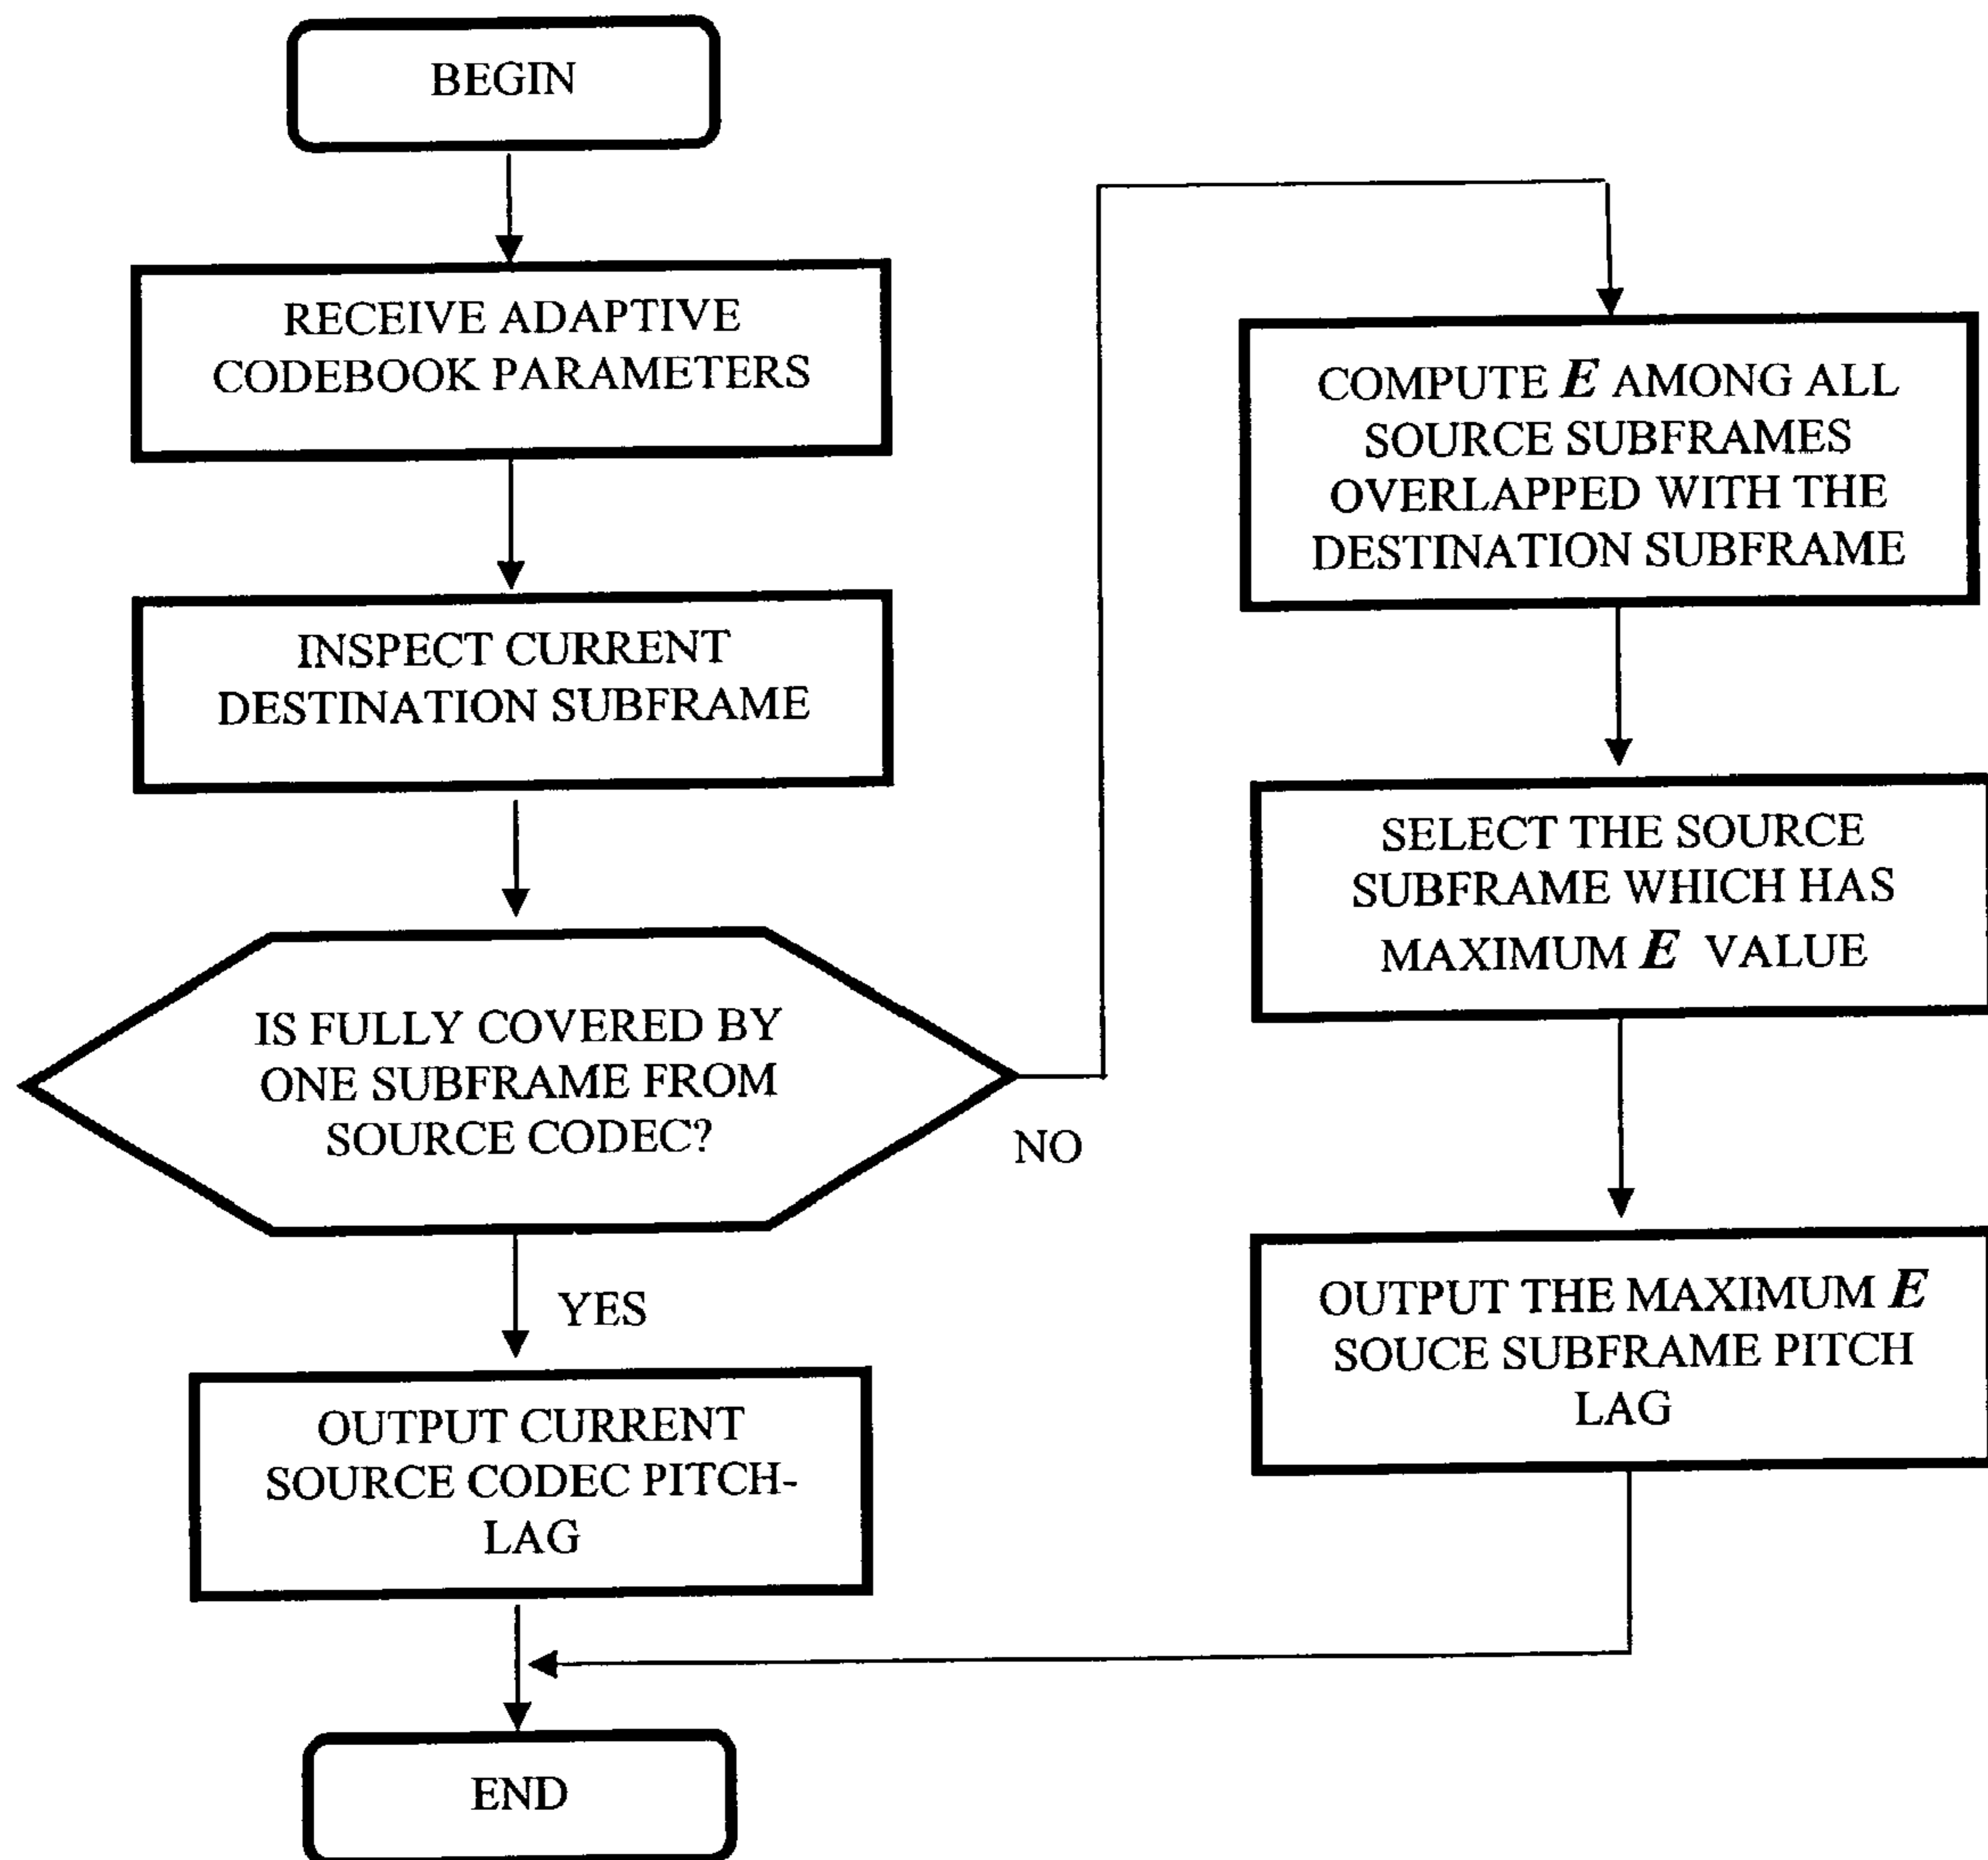 BEGIN
RECEIVE ADAPTIVE
CODEBOOK PARAMETERS
INSPECT CURRENT
DESTINATION SUBFRAME
IS FULLY COVERED BY
ONE SUBFRAME FROM
SOURCE CODEC?
NO
YES
OUTPUT CURRENT
SOURCE CODEC PITCH-
LAG
COMPUTE E AMONG ALL
SOURCE SUBFRAMES
OVERLAPPED WITH THE
DESTINATION SUBFRAME
SELECT THE SOURCE
SUBFRAME WHICH HAS
MAXIMUM E VALUE
OUTPUT THE MAXIMUM E
SOUCE SUBFRAME PITCH
LAG
END